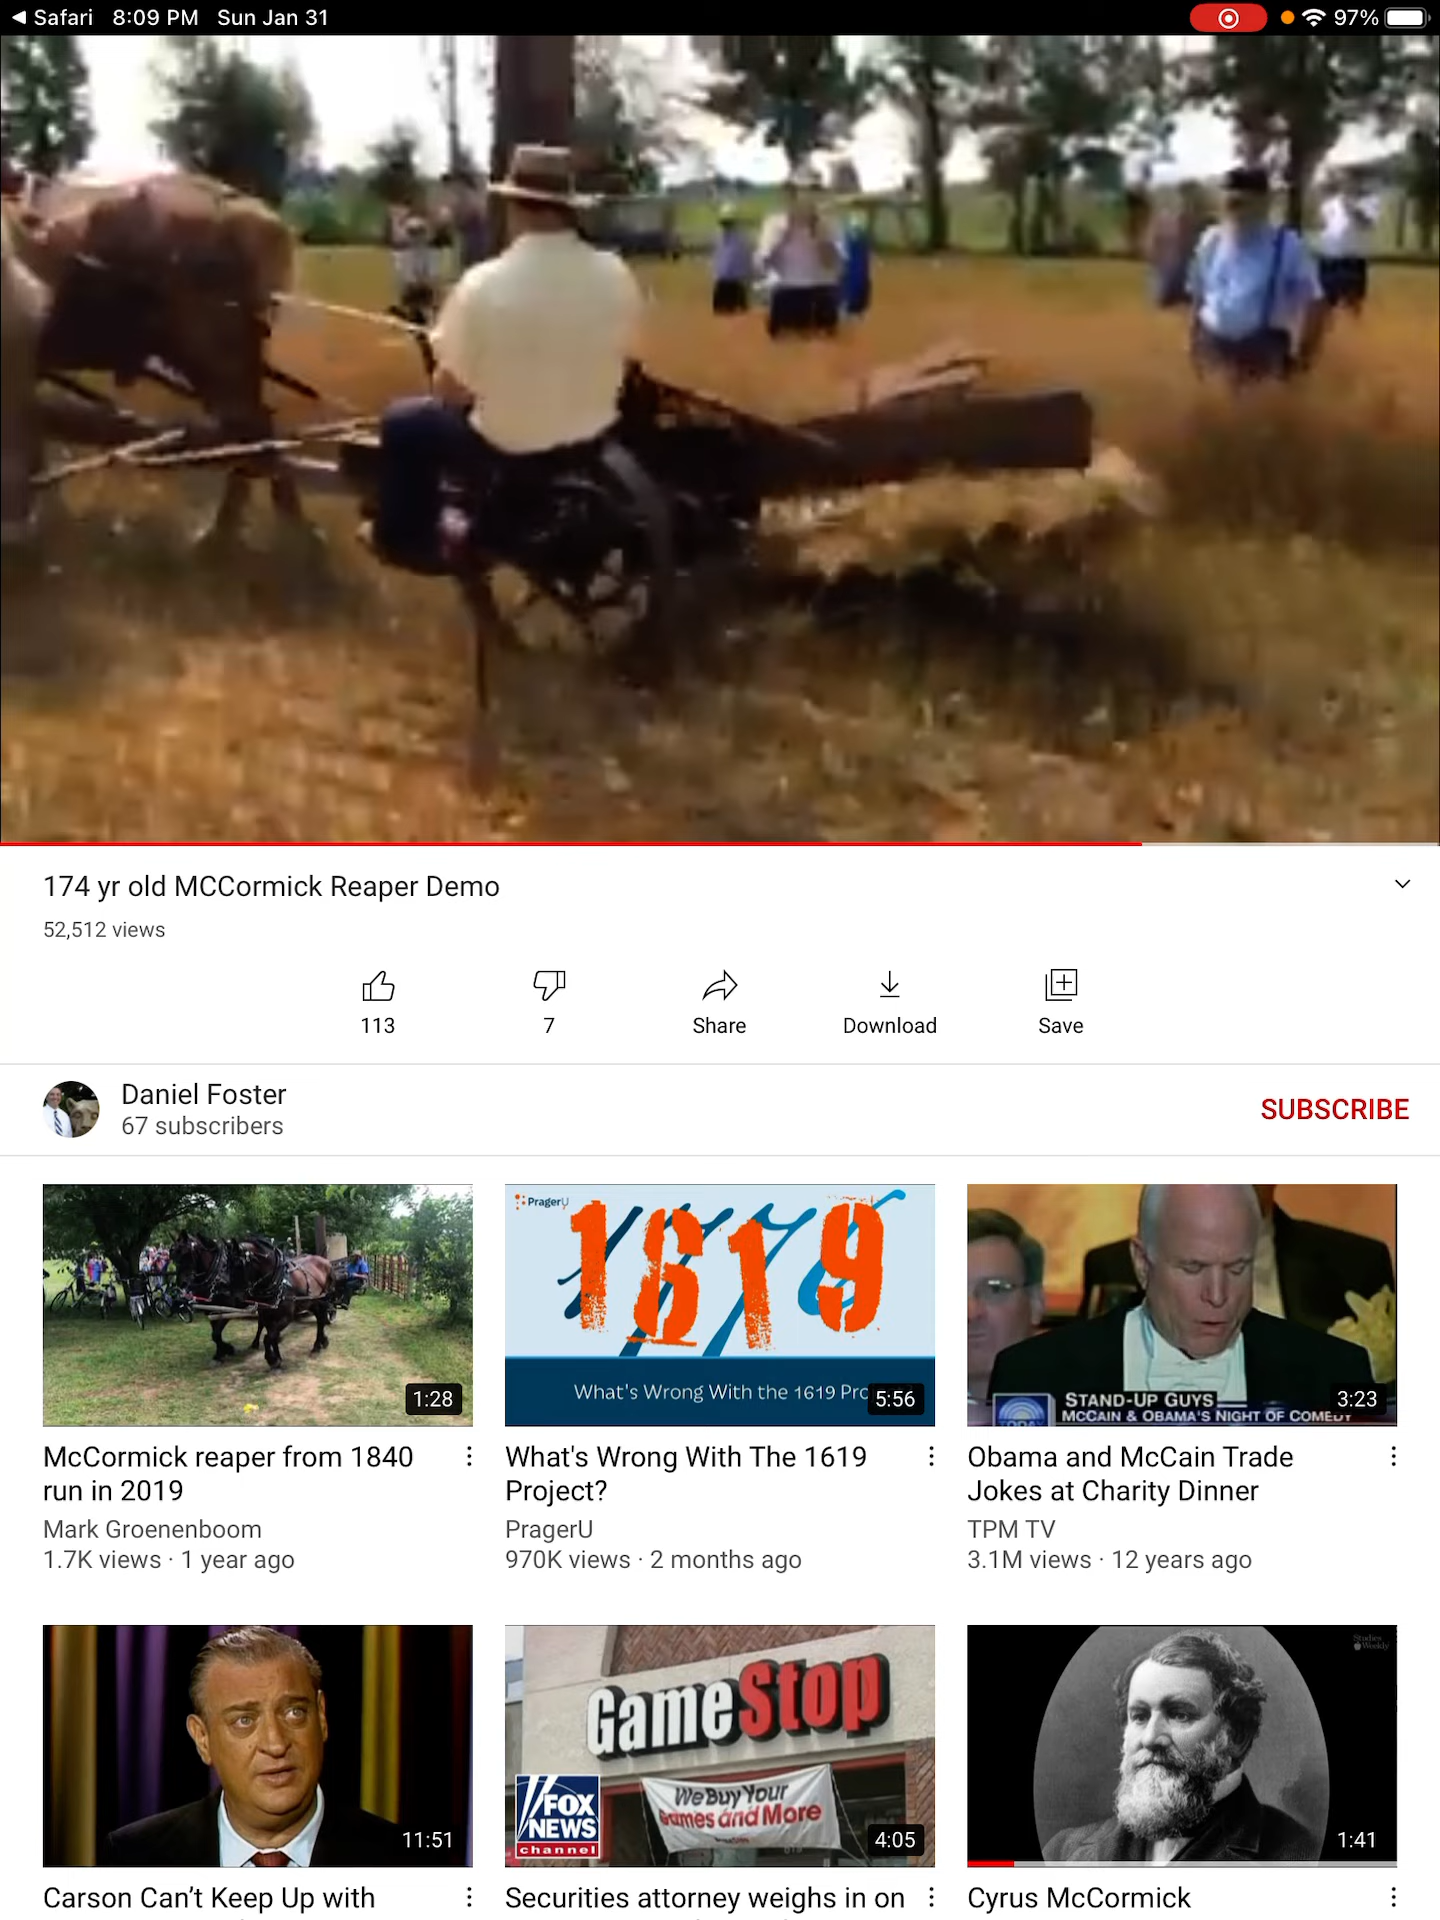 Safari 8:09 PM Sun Jan 31 97%
174 yr old MCCormick Reaper Demo
52,512 views
113 7 Share Download Save
Daniel Foster
67 subscribers
SUBSCRIBE
1:28
McCormick reaper from 1840
run in 2019
Mark Groenenboom
1.7K views · 1 year ago
PragerU
1619
What's Wrong With the 1619 Pro
5:56
What's Wrong With The 1619
Project?
PragerU
970K views · 2 months ago
STAND-UP GUYS
MCCAIN & OBAMA'S NIGHT OF COMEDY
TODAY
3:23
Obama and McCain Trade
Jokes at Charity Dinner
TPM TV
3.1M views · 12 years ago
11:51
Carson Can't Keep Up with
GameStop
We Buy Your
Games and More
FOX
NEWS
channel
4:05
Securities attorney weighs in on
Studies
Weekly
1:41
Cyrus McCormick